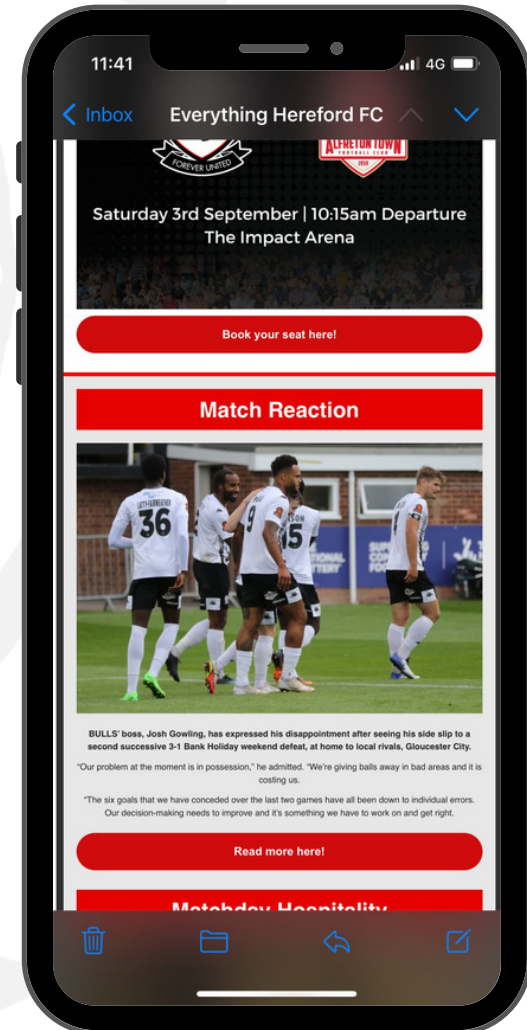 11:41
4G
Inbox
Everything Hereford FC
FOREVER UNITED
ALFRETON TOWN
FOOTBALL CLUB
Saturday 3rd September | 10:15am Departure
The Impact Arena
Book your seat here!
Match Reaction
36
9
5
BULLS' boss, Josh Gowling, has expressed his disappointment after seeing his side slip to a
second successive 3-1 Bank Holiday weekend defeat, at home to local rivals, Gloucester City.
"Our problem at the moment is in possession," he admitted. "We're giving balls away in bad areas and it is
costing us.
"The six goals that we have conceded over the last two games have all been down to individual errors.
Our decision-making needs to improve and it's something we have to work on and get right.
Read more here!
Matchday Hospitality